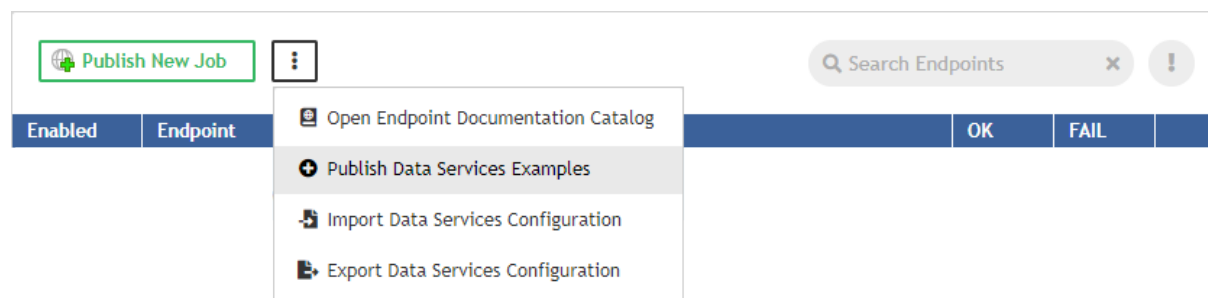 Publish New Job
Search Endpoints
Enabled Endpoint OK FAIL
Open Endpoint Documentation Catalog
Publish Data Services Examples
Import Data Services Configuration
Export Data Services Configuration